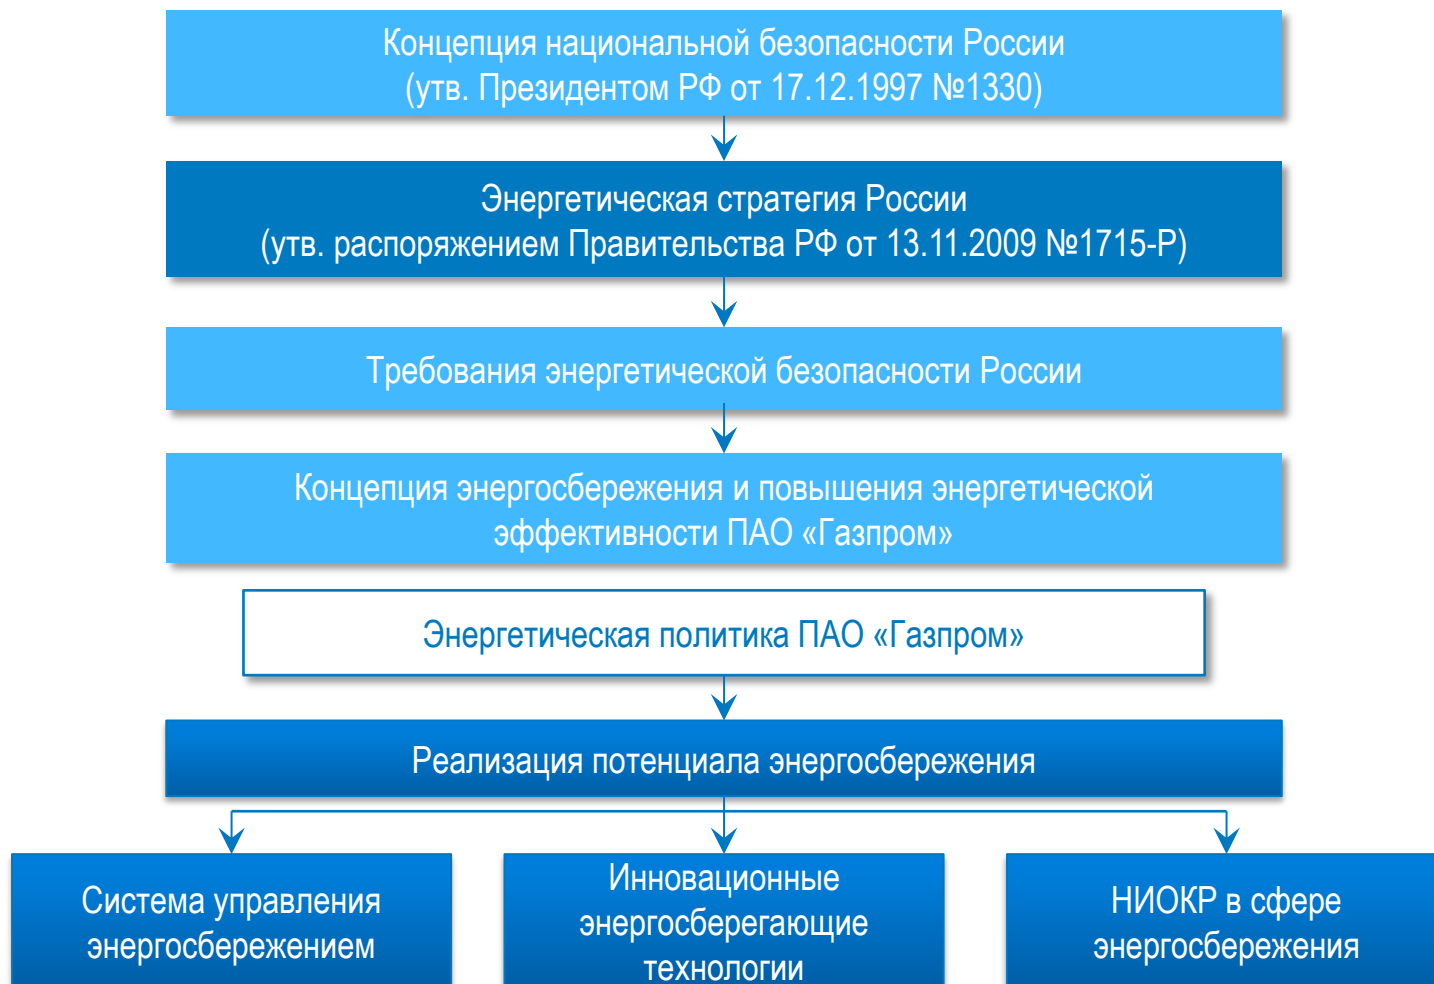 Концепция национальной безопасности России
(утв. Президентом РФ от 17.12.1997 №1330)
Энергетическая стратегия России
(утв. распоряжением Правительства РФ от 13.11.2009 №1715-Р)
Требования энергетической безопасности России
Концепция энергосбережения и повышения энергетической
эффективности ПАО «Газпром»
Энергетическая политика ПАО «Газпром»
Реализация потенциала энергосбережения
Система управления
энергосбережением
Инновационные
энергосберегающие
технологии
НИОКР в сфере
энергосбережения